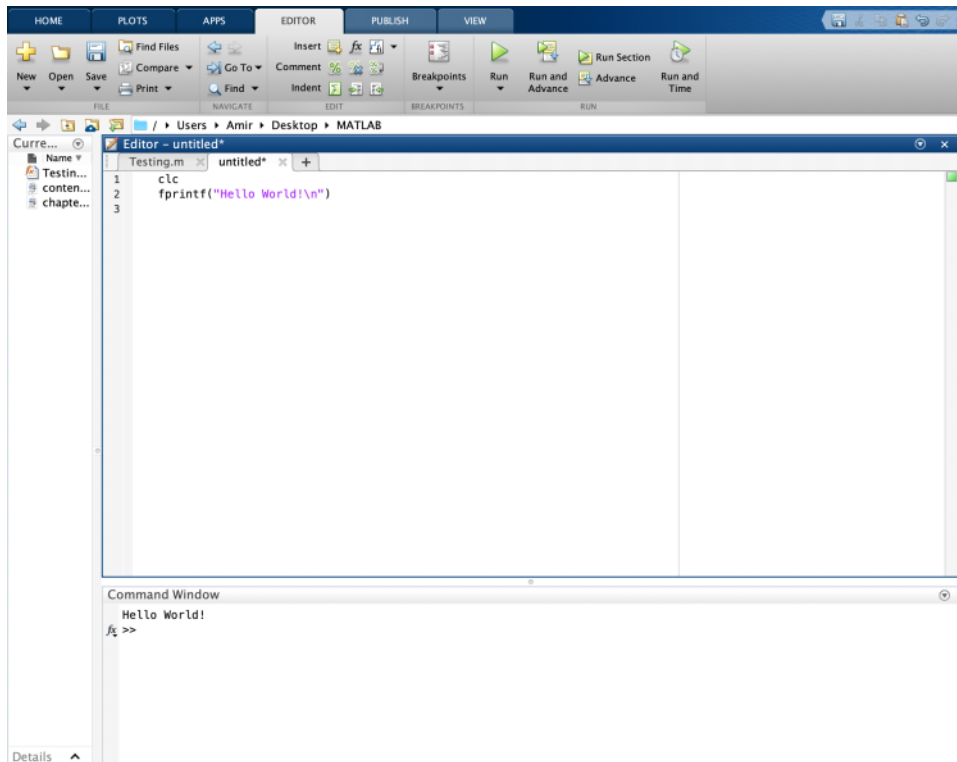 HOME PLOTS APPS EDITOR PUBLISH VIEW
New Open Save Find Files Compare Print
FILE
Go To Find
NAVIGATE
Insert fx
Comment
Indent
EDIT
Breakpoints
BREAKPOINTS
Run Run and Advance Run Section Advance Run and Time
RUN
/ Users Amir Desktop MATLAB
Curre...
Name
Testin...
conten...
chapte...
Editor – untitled*
Testing.m untitled* +
1 clc
2 fprintf("Hello World!\n")
3
Command Window
Hello World!
fx >>
Details